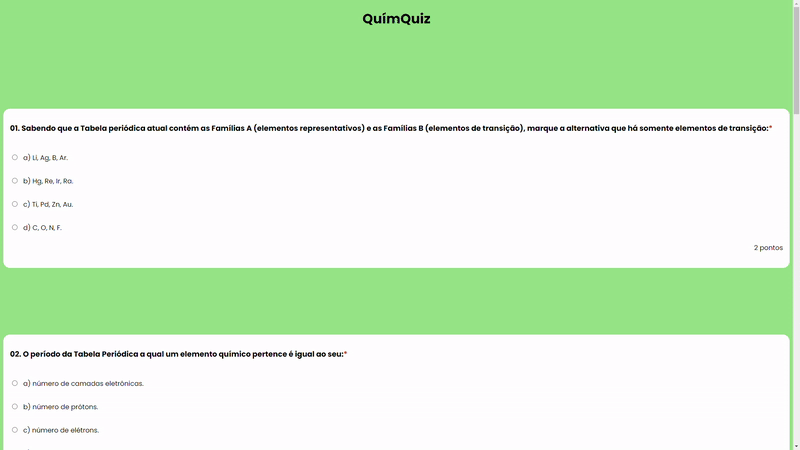 QuímQuiz
01. Sabendo que a Tabela periódica atual contém as Famílias A (elementos representativos) e as Famílias B (elementos de transição), marque a alternativa que há somente elementos de transição:*
a) Li, Ag, B, Ar.
b) Hg, Re, Ir, Ra.
c) Ti, Pd, Zn, Au.
d) C, O, N, F.
2 pontos
02. O período da Tabela Periódica a qual um elemento químico pertence é igual ao seu:*
a) número de camadas eletrônicas.
b) número de prótons.
c) número de elétrons.